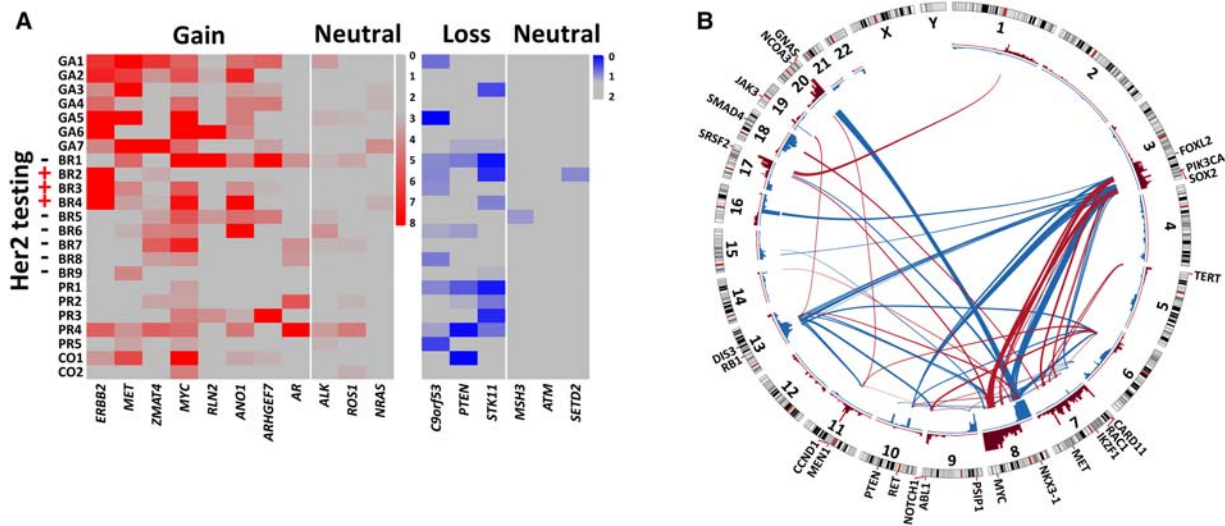 A
Gain
Neutral
Loss
Neutral
GA1
GA2
GA3
GA4
GA5
GA6
GA7
BR1
BR2
BR3
BR4
BR5
BR6
BR7
BR8
BR9
PR1
PR2
PR3
PR4
PR5
CO1
CO2
Her2 testing
-
+
+
+
-
-
-
-
-
0
1
2
3
4
5
6
7
8
0
1
2
ERBB2
MET
ZMAT4
MYC
RLN2
ANO1
ARHGEF7
AR
ALK
ROS1
NRAS
C9orf53
PTEN
STK11
MSH3
ATM
SETD2
B
1
2
3
4
5
6
7
8
9
10
11
12
13
14
15
16
17
18
19
20
21
22
X
Y
FOXL2
PIK3CA
SOX2
TERT
CARD11
RAC1
IKZF1
MET
NKX3-1
MYC
PSIP1
ABL1
NOTCH1
RET
PTEN
MEN1
CCND1
RB1
DIS3
SRSF2
SMAD4
JAK3
NCOA3
GNAS